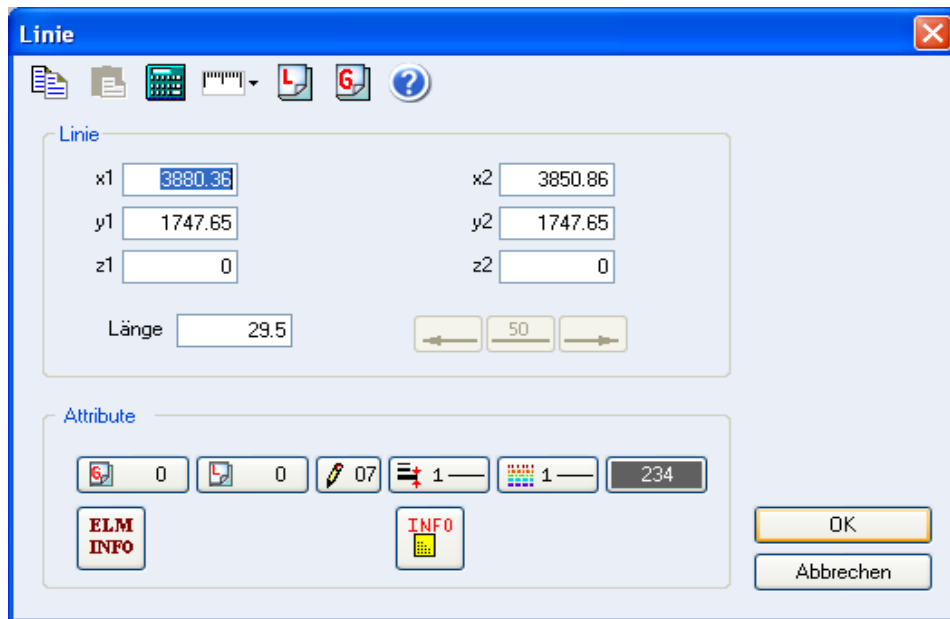 Linie
L G ?
Linie
x1 3880.36 x2 3850.86
y1 1747.65 y2 1747.65
z1 0 z2 0
Länge 29.5 50
Attribute
G 0 L 0 07 1 1 234
ELM INFO
INFO
OK
Abbrechen